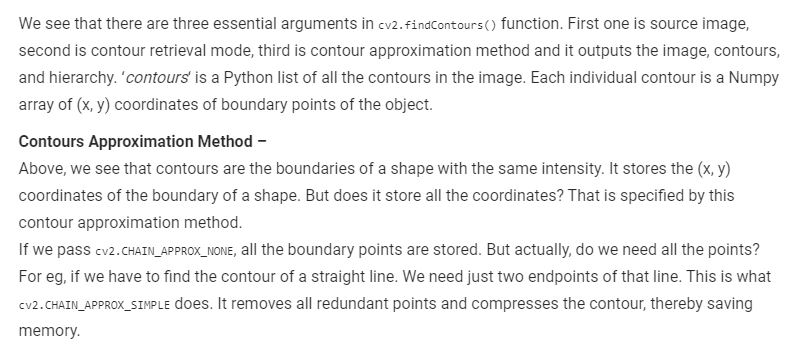 We see that there are three essential arguments in cv2.findContours() function. First one is source image,
second is contour retrieval mode, third is contour approximation method and it outputs the image, contours,
and hierarchy. 'contours' is a Python list of all the contours in the image. Each individual contour is a Numpy
array of (x, y) coordinates of boundary points of the object.
Contours Approximation Method –
Above, we see that contours are the boundaries of a shape with the same intensity. It stores the (x, y)
coordinates of the boundary of a shape. But does it store all the coordinates? That is specified by this
contour approximation method.
If we pass cv2.CHAIN_APPROX_NONE, all the boundary points are stored. But actually, do we need all the points?
For eg, if we have to find the contour of a straight line. We need just two endpoints of that line. This is what
cv2.CHAIN_APPROX_SIMPLE does. It removes all redundant points and compresses the contour, thereby saving
memory.